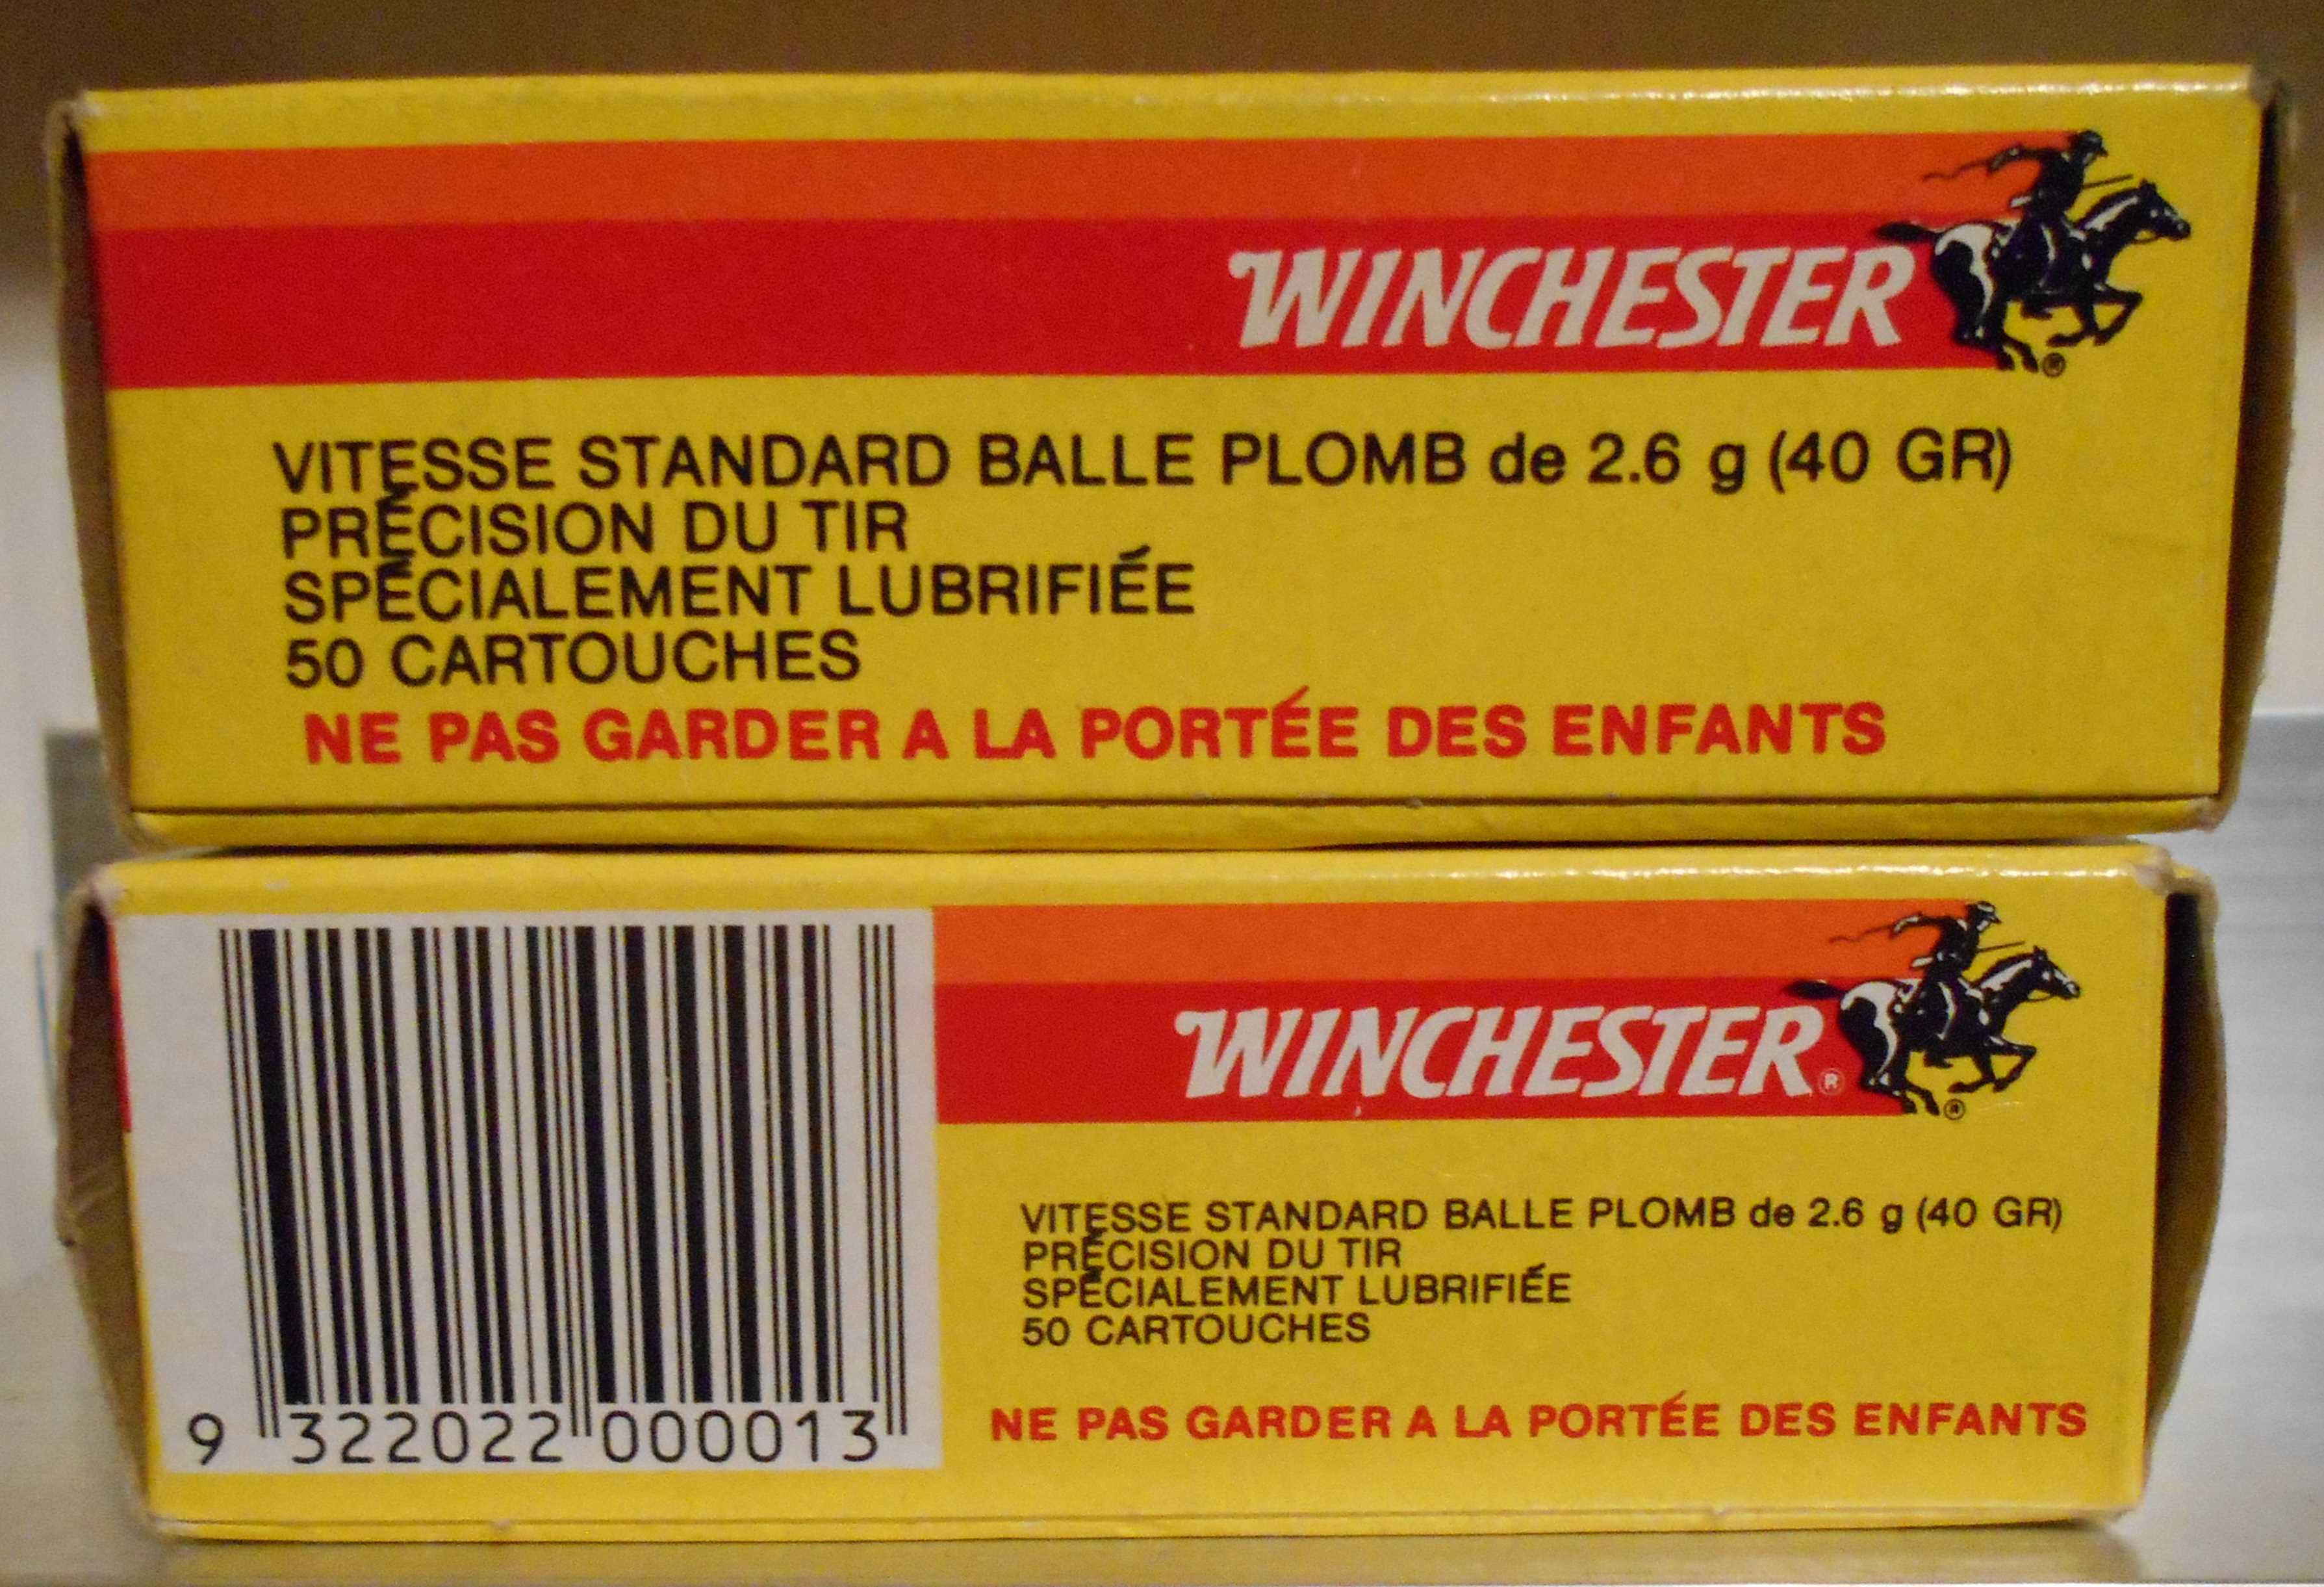 WINCHESTER
®
VITESSE STANDARD BALLE PLOMB de 2.6 g (40 GR)
PRÉCISION DU TIR
SPÉCIALEMENT LUBRIFIÉE
50 CARTOUCHES
NE PAS GARDER A LA PORTÉE DES ENFANTS
WINCHESTER®
®
VITESSE STANDARD BALLE PLOMB de 2.6 g (40 GR)
PRÉCISION DU TIR
SPÉCIALEMENT LUBRIFIÉE
50 CARTOUCHES
NE PAS GARDER A LA PORTÉE DES ENFANTS
9 322022 000013